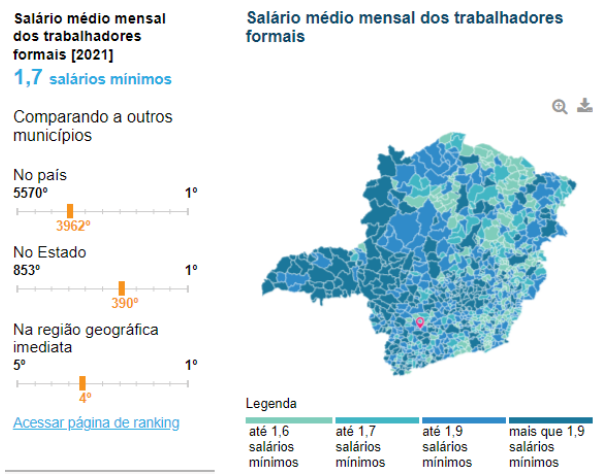 Salário médio mensal
dos trabalhadores
formais [2021]
1,7 salários mínimos
Comparando a outros
municípios
No país
5570º 1º
3962º
No Estado
853º 1º
390º
Na região geográfica
imediata
5º 1º
4º
Acessar página de ranking
Salário médio mensal dos trabalhadores
formais
Legenda
até 1,6
salários
mínimos
até 1,7
salários
mínimos
até 1,9
salários
mínimos
mais que 1,9
salários
mínimos